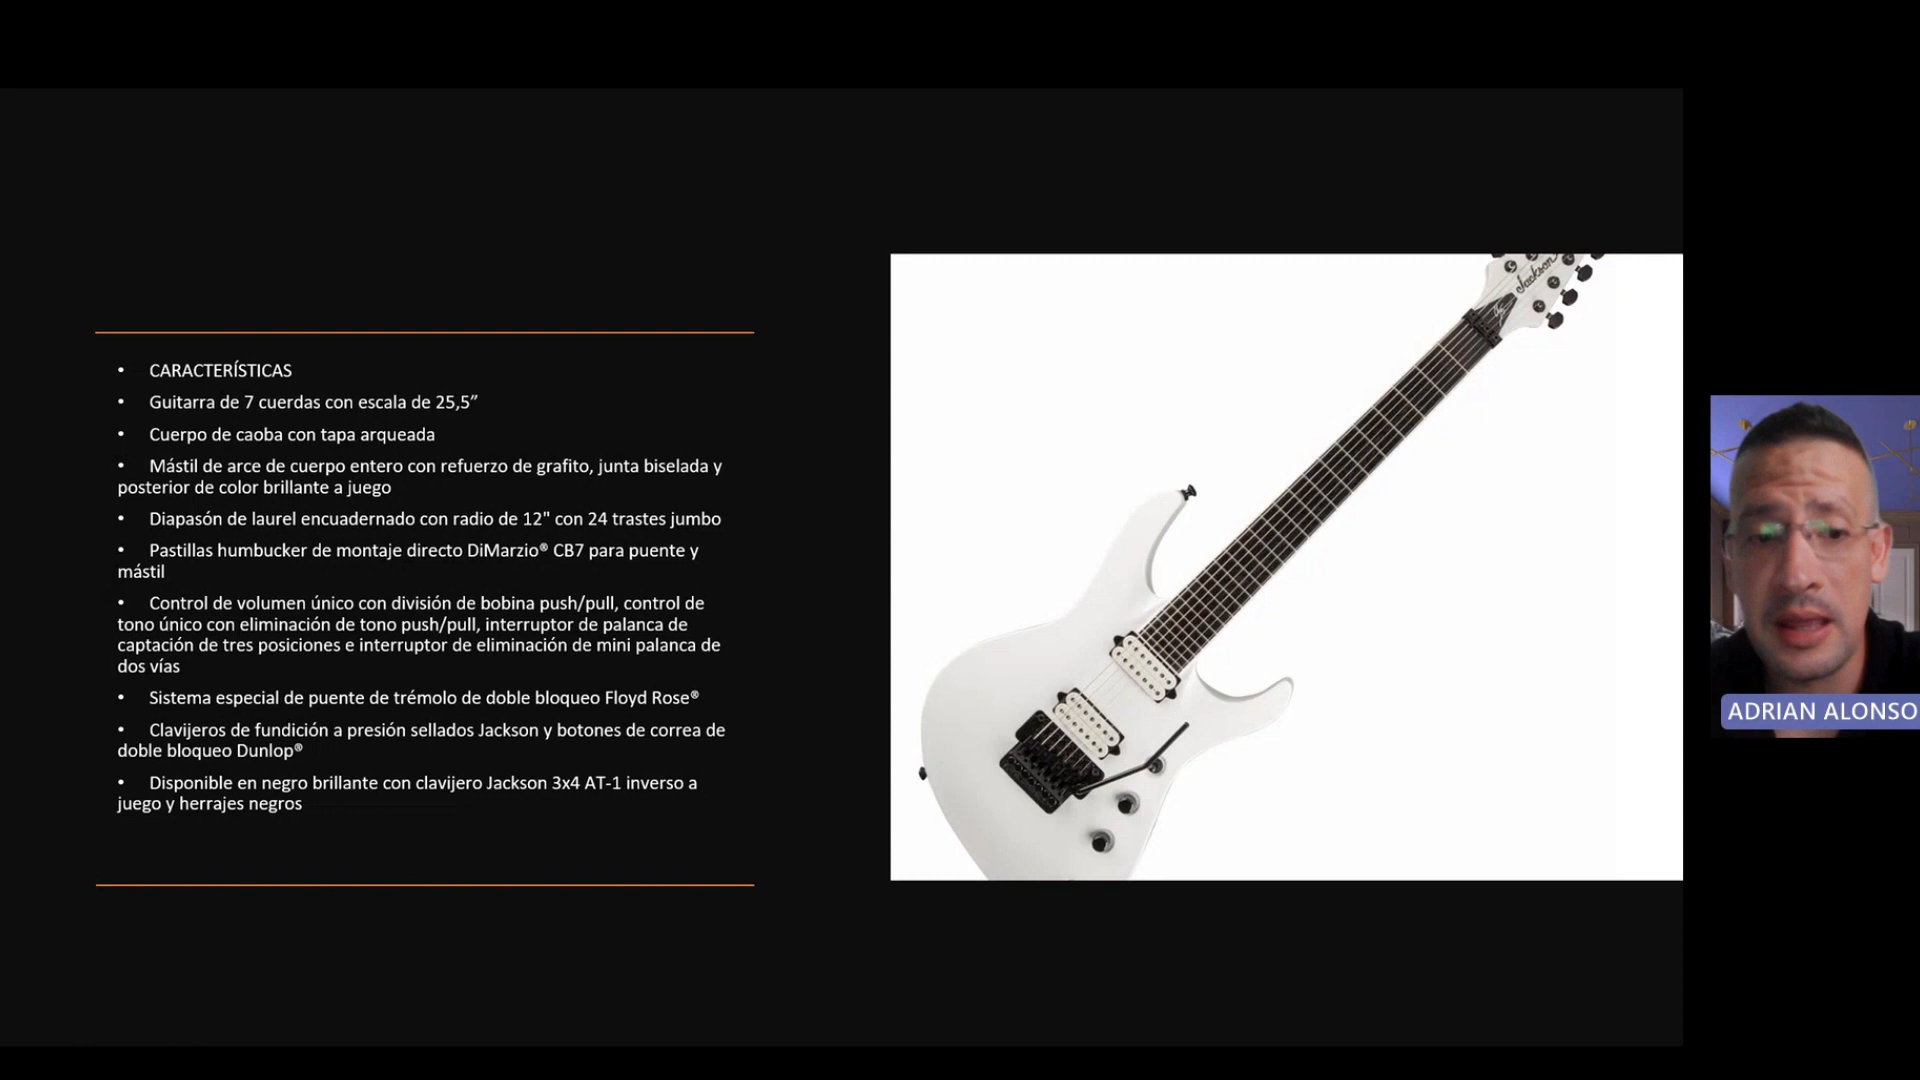 • CARACTERÍSTICAS
• Guitarra de 7 cuerdas con escala de 25,5”
• Cuerpo de caoba con tapa arqueada
• Mástil de arce de cuerpo entero con refuerzo de grafito, junta biselada y
posterior de color brillante a juego
• Diapasón de laurel encuadernado con radio de 12" con 24 trastes jumbo
• Pastillas humbucker de montaje directo DiMarzio® CB7 para puente y
mástil
• Control de volumen único con división de bobina push/pull, control de
tono único con eliminación de tono push/pull, interruptor de palanca de
captación de tres posiciones e interruptor de eliminación de mini palanca de
dos vías
• Sistema especial de puente de trémolo de doble bloqueo Floyd Rose®
• Clavijeros de fundición a presión sellados Jackson y botones de correa de
doble bloqueo Dunlop®
• Disponible en negro brillante con clavijero Jackson 3x4 AT-1 inverso a
juego y herrajes negros
Jackson
ADRIAN ALONSO